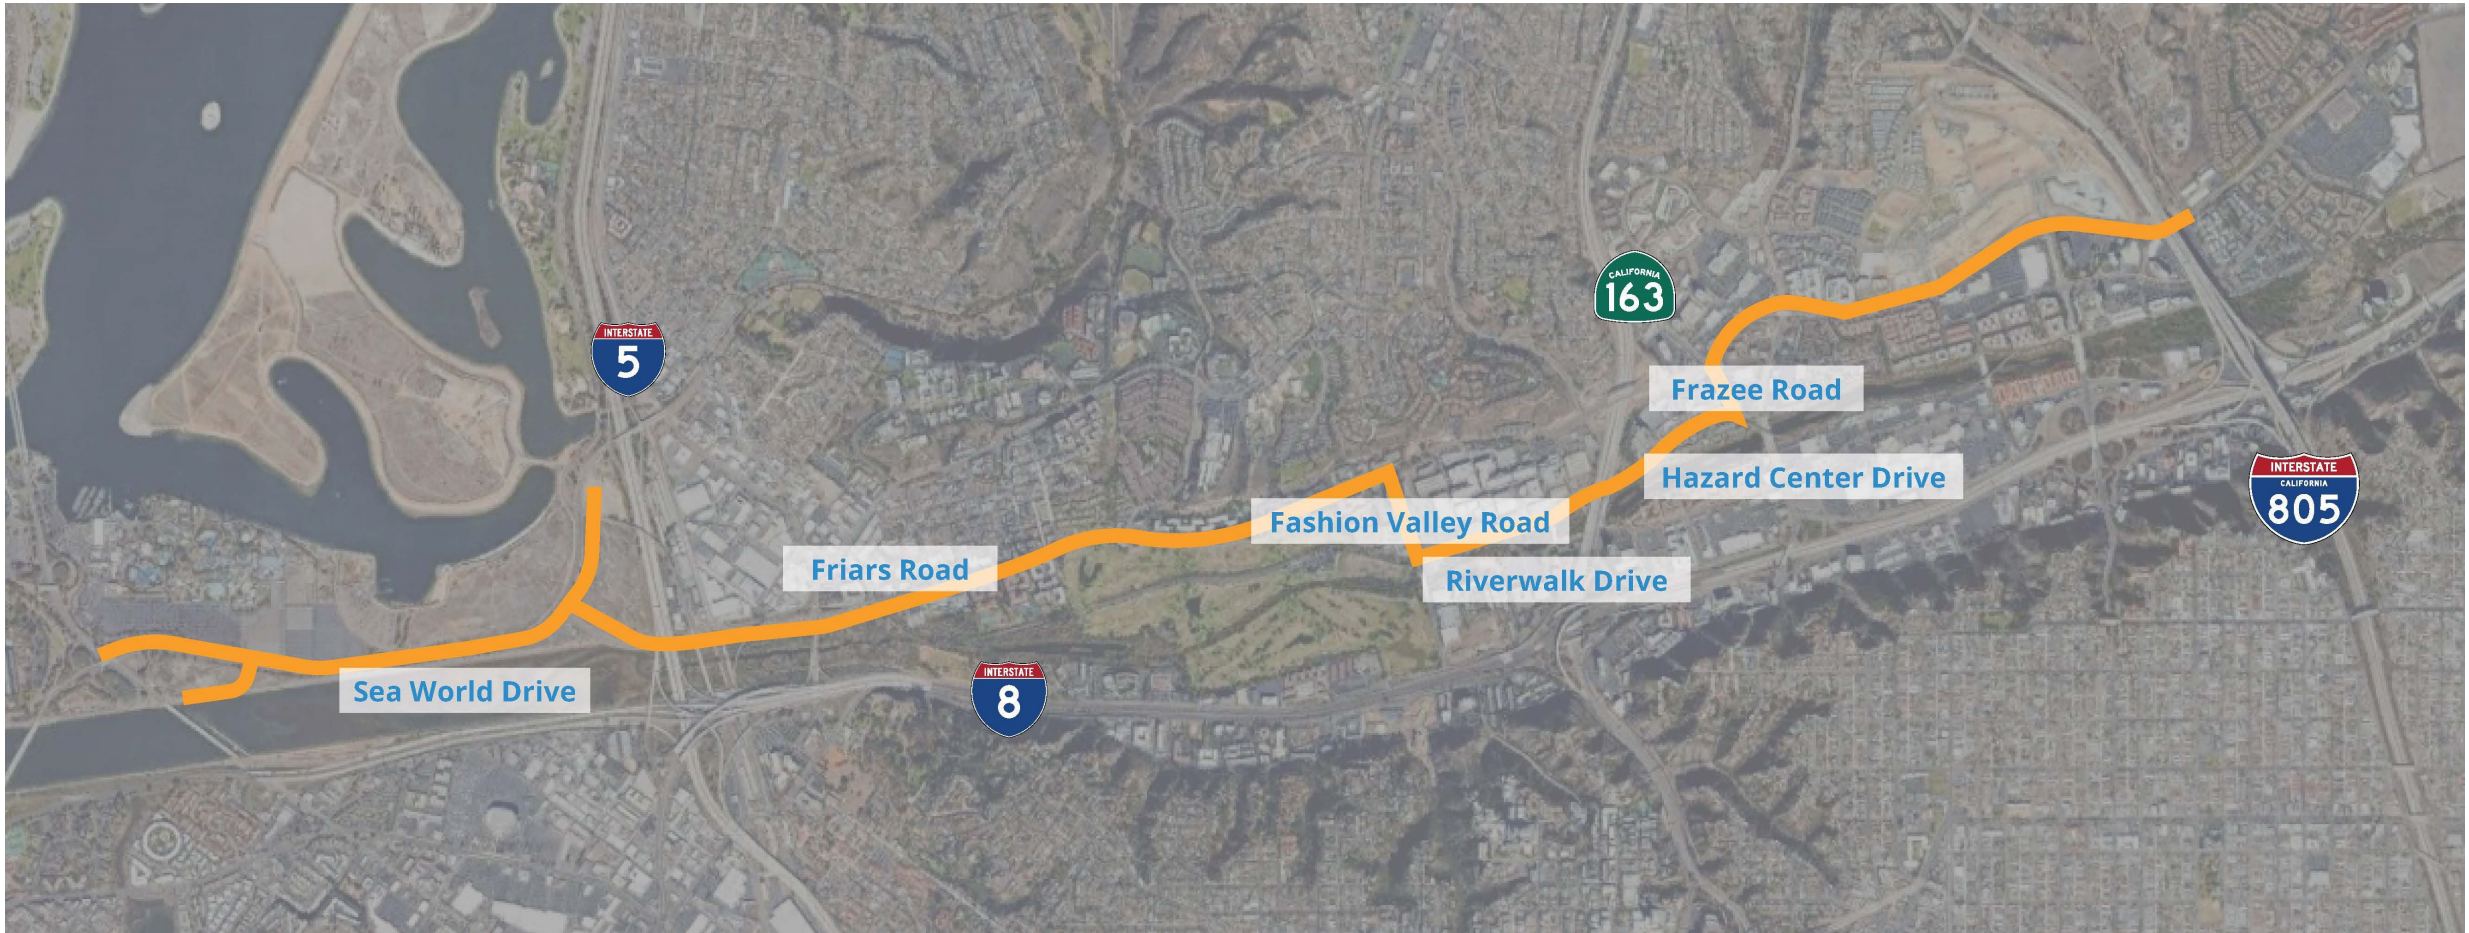 CALIFORNIA
163
INTERSTATE
5
Frazee Road
Hazard Center Drive
INTERSTATE
CALIFORNIA
805
Fashion Valley Road
Friars Road
Riverwalk Drive
Sea World Drive
INTERSTATE
8